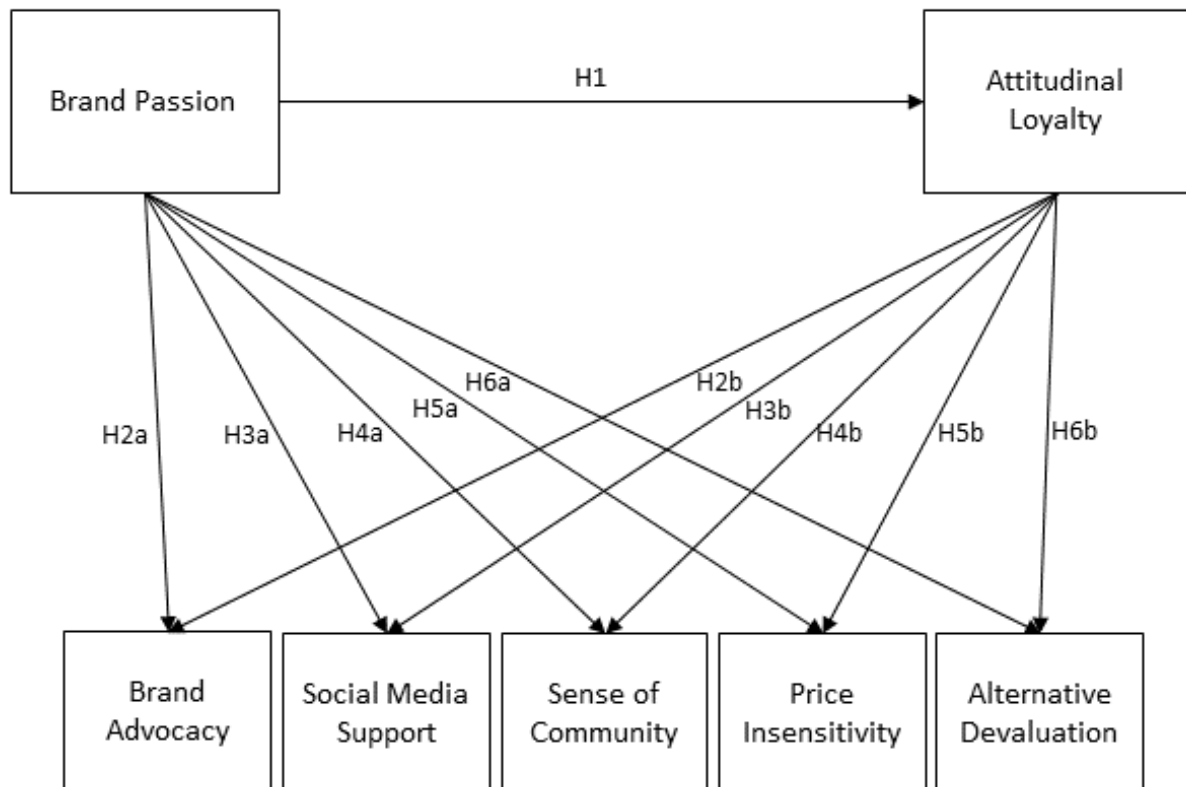 Brand Passion
H1
Attitudinal
Loyalty
H2a
H3a
H4a
H5a
H6a
H2b
H3b
H4b
H5b
H6b
Brand
Advocacy
Social Media
Support
Sense of
Community
Price
Insensitivity
Alternative
Devaluation